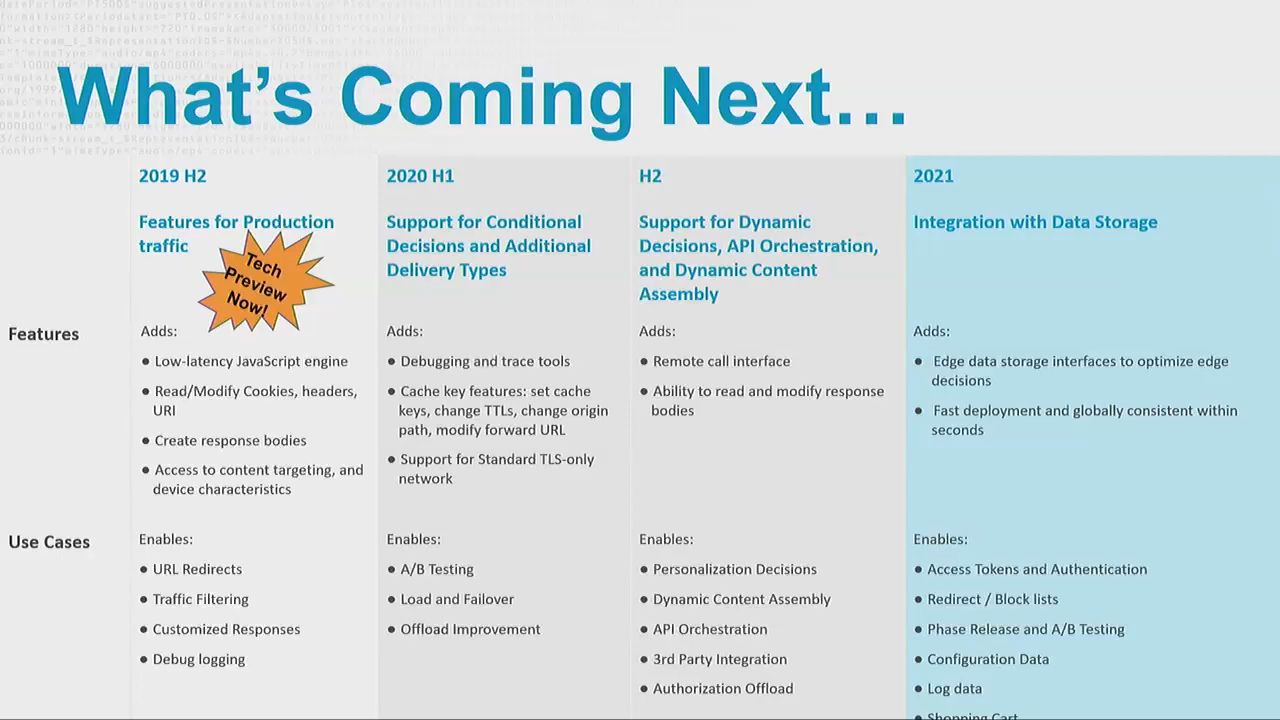 What's Coming Next...
2019 H2
Features for Production
traffic
Tech
Preview
Now!
2020 H1
Support for Conditional
Decisions and Additional
Delivery Types
H2
Support for Dynamic
Decisions, API Orchestration,
and Dynamic Content
Assembly
2021
Integration with Data Storage
Features
Adds:
● Low-latency JavaScript engine
● Read/Modify Cookies, headers,
URI
● Create response bodies
● Access to content targeting, and
device characteristics
Adds:
● Debugging and trace tools
● Cache key features: set cache
keys, change TTLs, change origin
path, modify forward URL
● Support for Standard TLS-only
network
Adds:
● Remote call interface
● Ability to read and modify response
bodies
Adds:
● Edge data storage interfaces to optimize edge
decisions
● Fast deployment and globally consistent within
seconds
Use Cases
Enables:
● URL Redirects
● Traffic Filtering
● Customized Responses
● Debug logging
Enables:
● A/B Testing
● Load and Failover
● Offload Improvement
Enables:
● Personalization Decisions
● Dynamic Content Assembly
● API Orchestration
● 3rd Party Integration
● Authorization Offload
Enables:
● Access Tokens and Authentication
● Redirect / Block lists
● Phase Release and A/B Testing
● Configuration Data
● Log data
● Shopping Cart